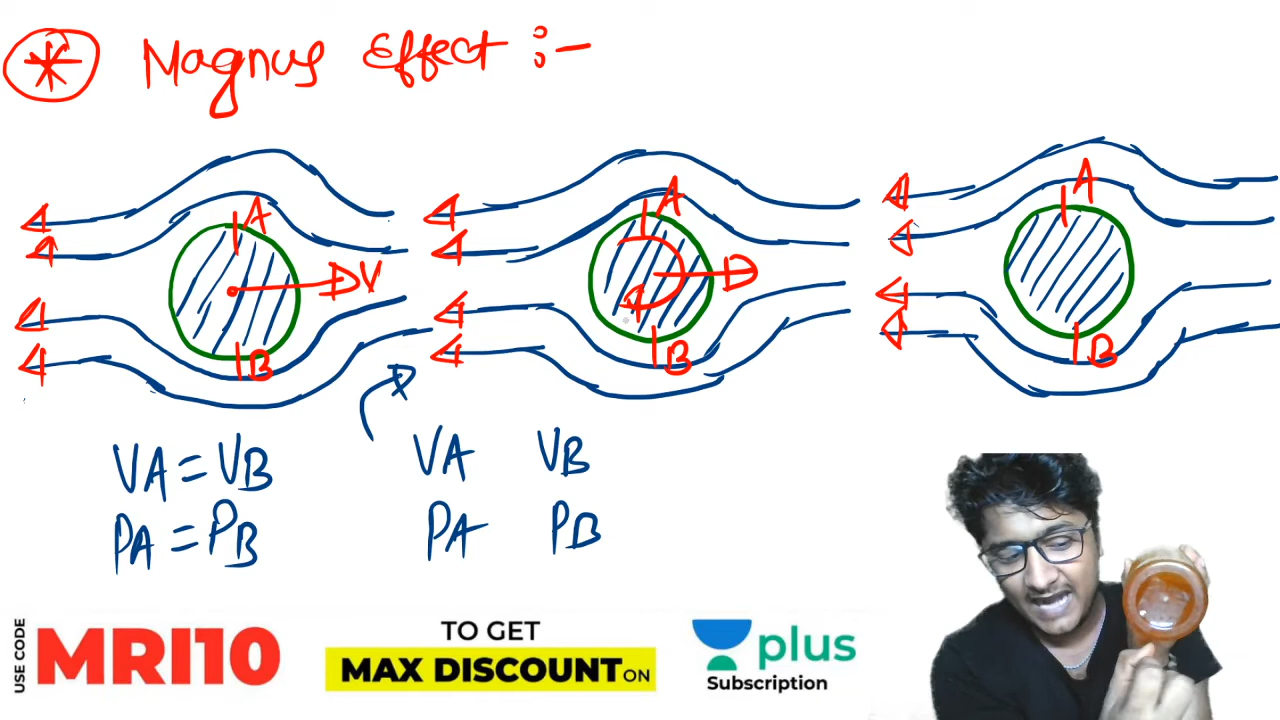 * Magnus Effect :-
A
V
B
A
B
A
B
VA = VB
PA = PB
VA VB
PA PB
USE CODE
MRI10
TO GET
MAX DISCOUNT ON
plus
Subscription